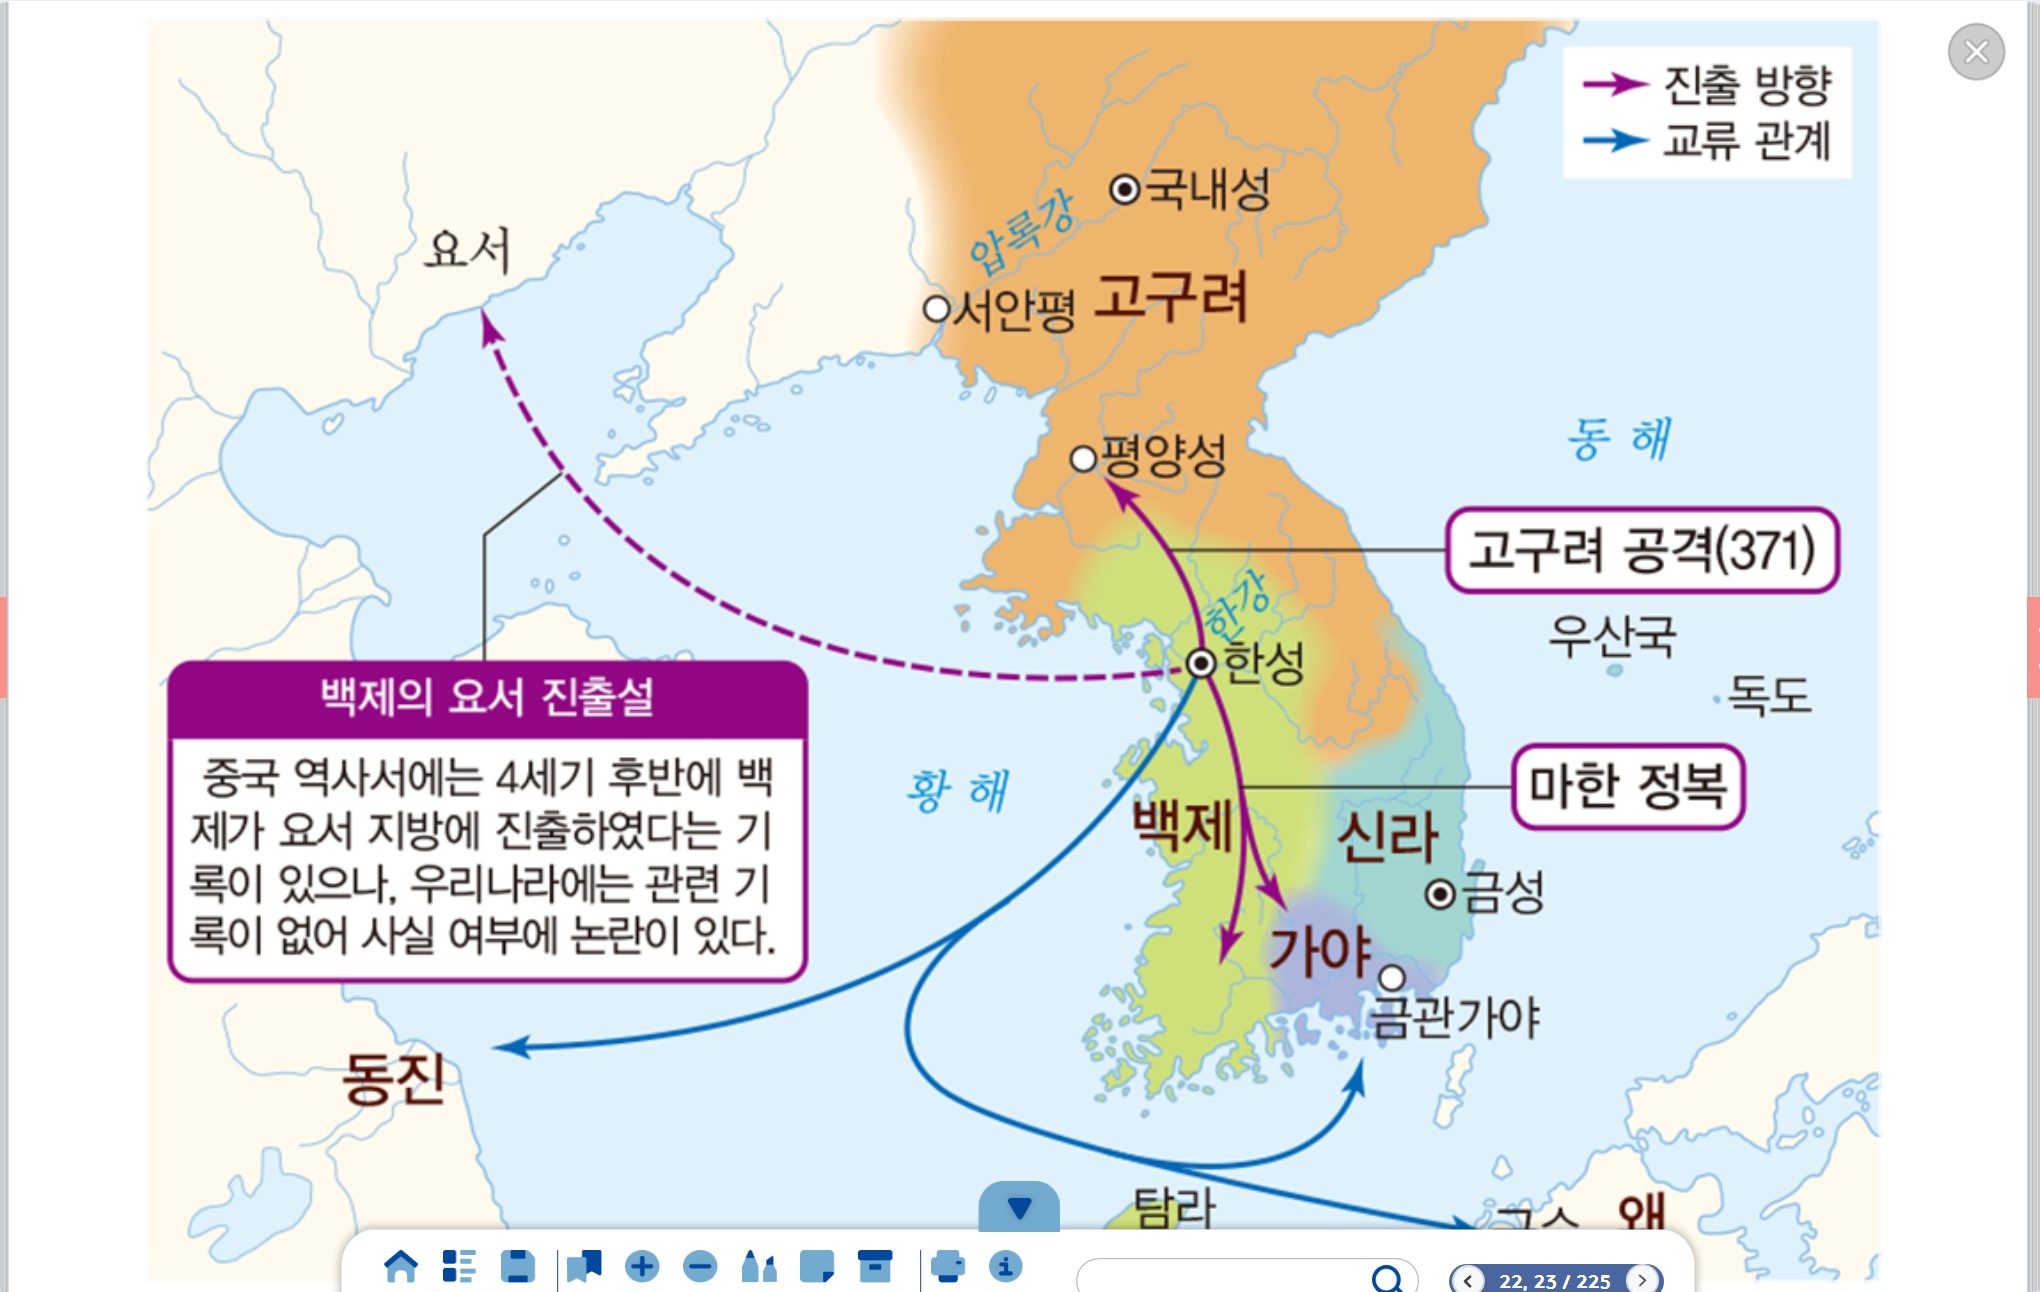 진출 방향
교류 관계
국내성
압록강
요서
서안평
고구려
동해
평양성
고구려 공격(371)
한강
우산국
한성
독도
백제의 요서 진출설
중국 역사서에는 4세기 후반에 백
제가 요서 지방에 진출하였다는 기
록이 있으나, 우리나라에는 관련 기
록이 없어 사실 여부에 논란이 있다.
황해
마한 정복
백제
신라
금성
가야
금관가야
동진
탐라
왜
22, 23 / 225